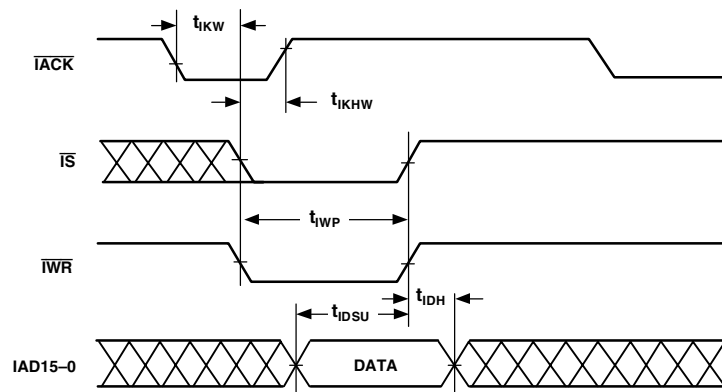 tIKW
IACK
tIKHW
IS
tIWP
IWR
tIDSU
tIDH
IAD15–0
DATA